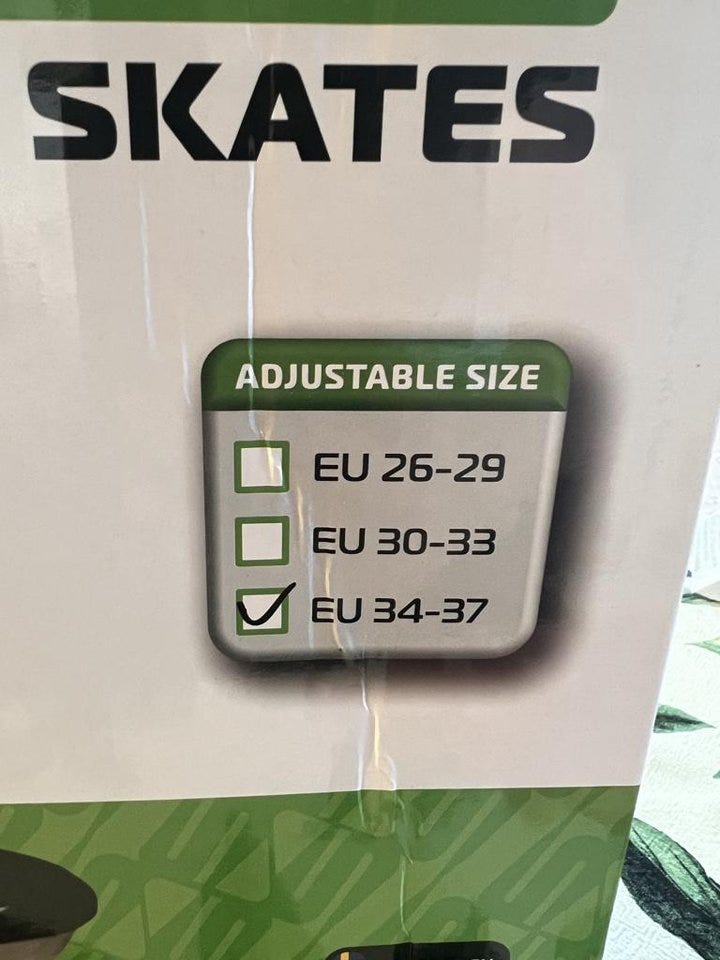 SKATES
ADJUSTABLE SIZE
EU 26-29
EU 30-33
EU 34-37